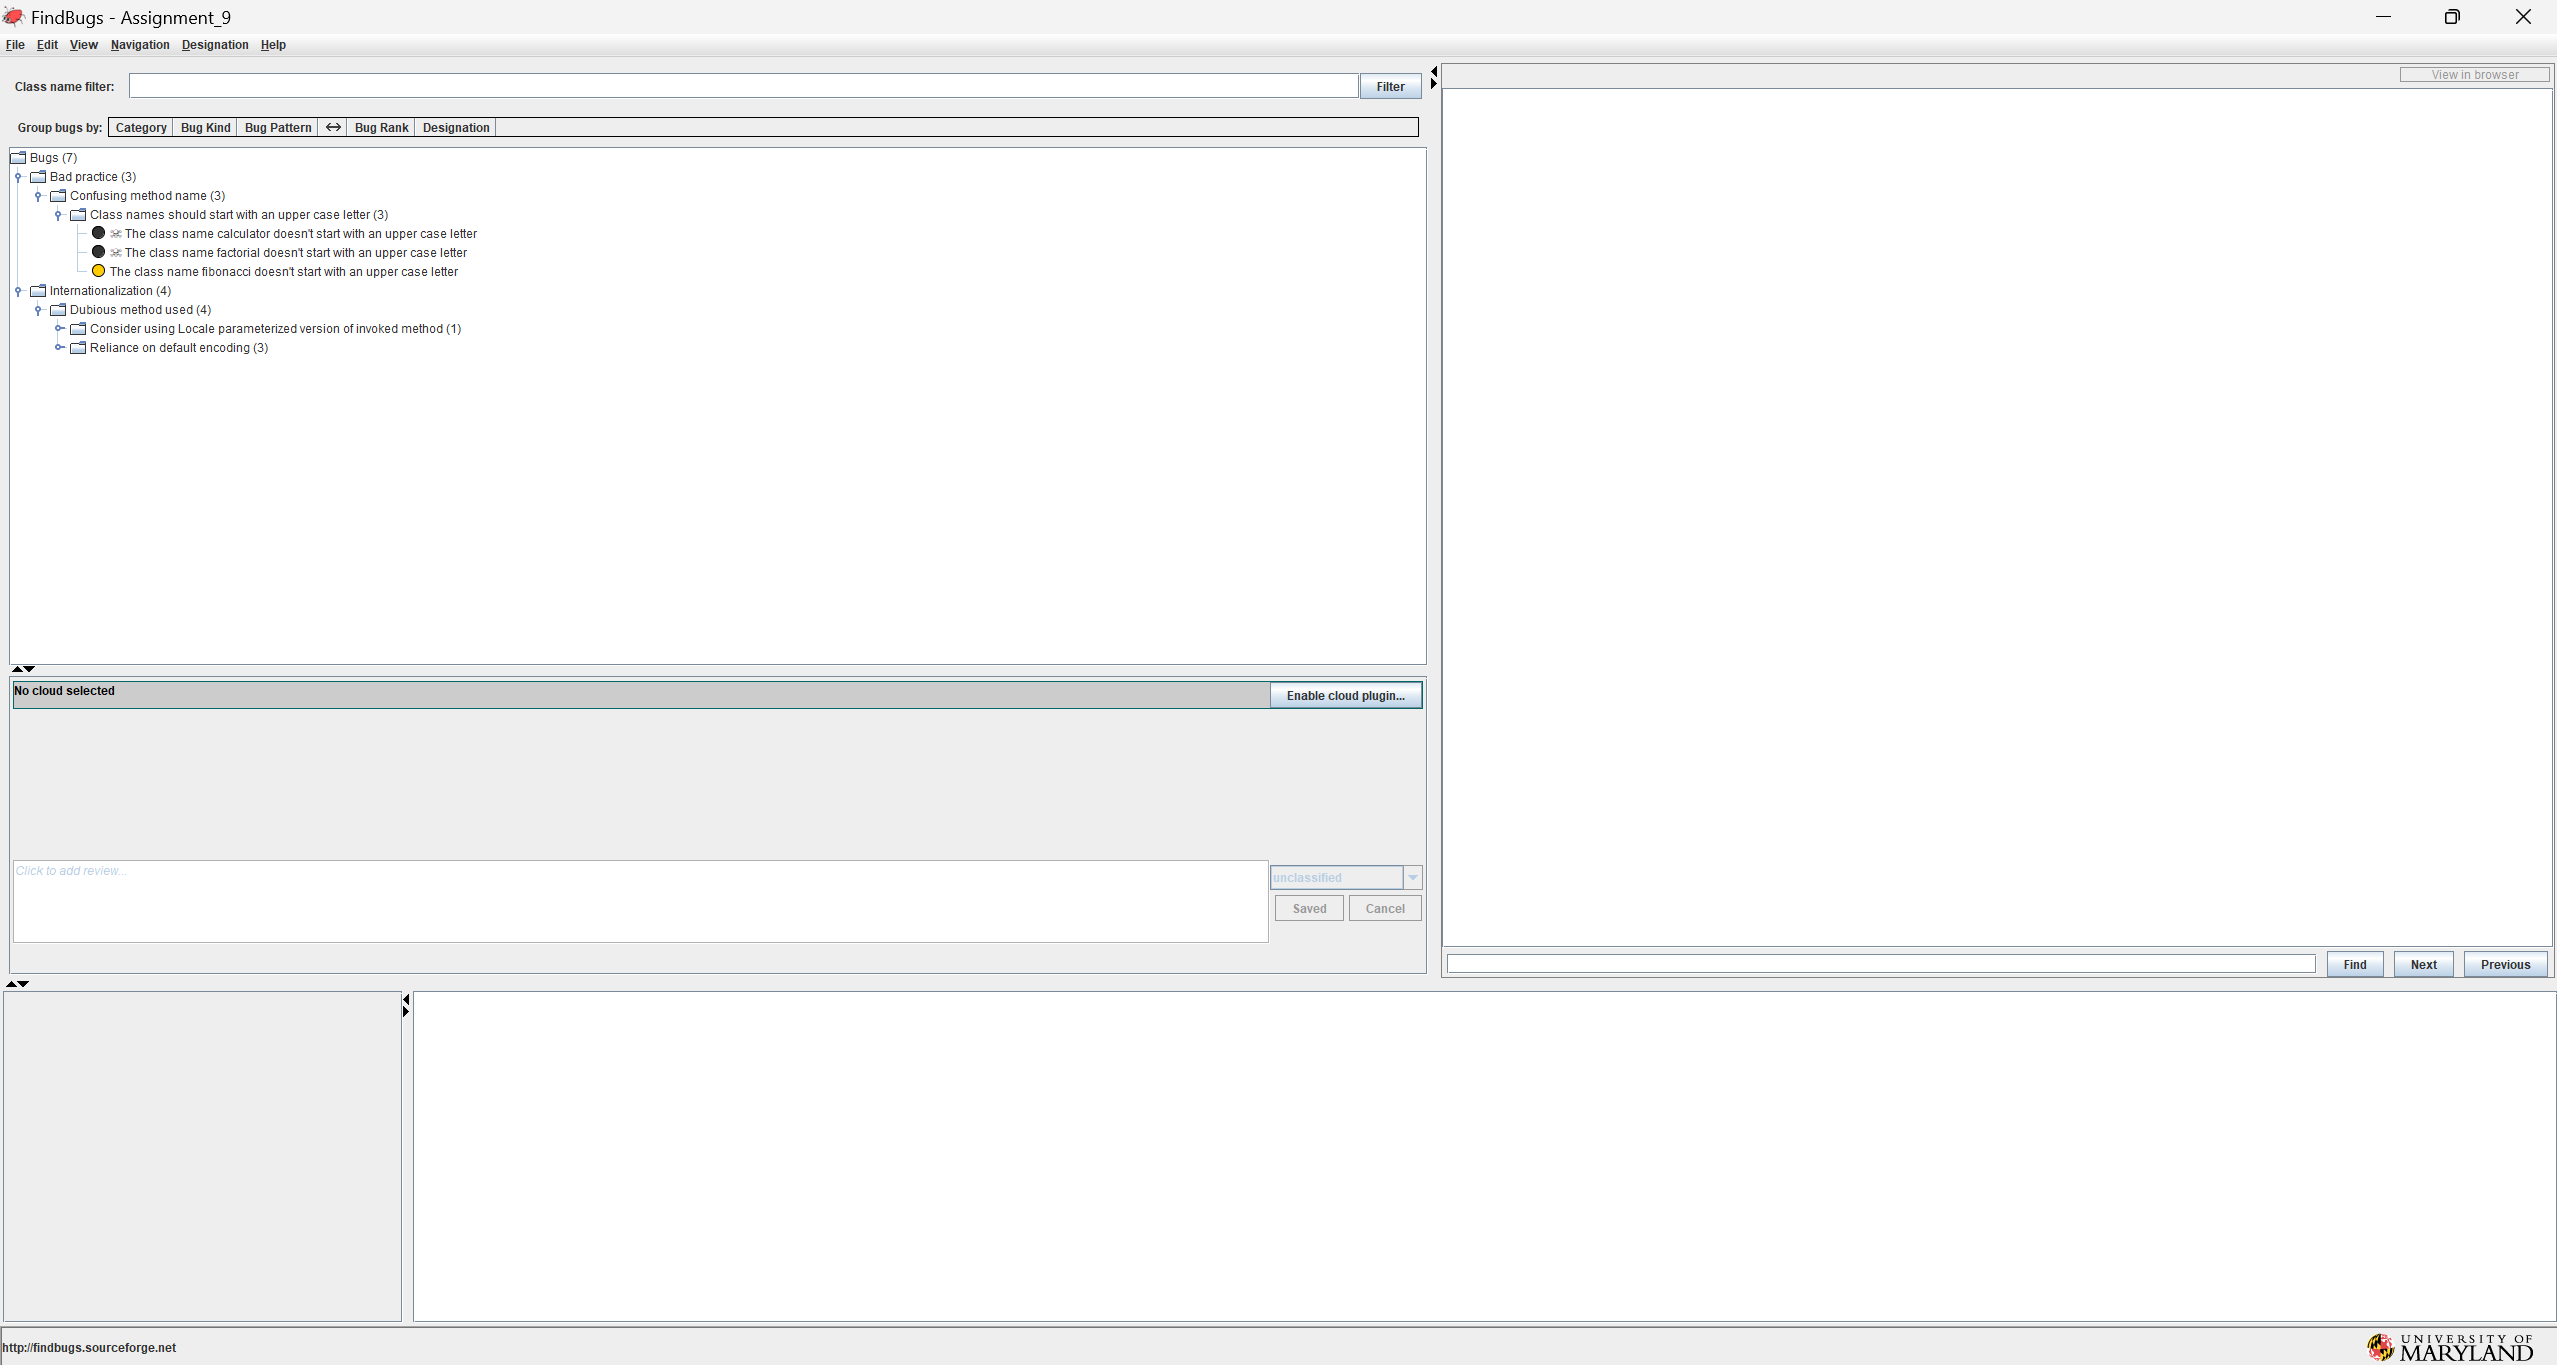 FindBugs - Assignment_9
File Edit View Navigation Designation Help
Class name filter: Filter
Group bugs by: Category Bug Kind Bug Pattern Bug Rank Designation
Bugs (7)
Bad practice (3)
Confusing method name (3)
Class names should start with an upper case letter (3)
The class name calculator doesn't start with an upper case letter
The class name factorial doesn't start with an upper case letter
The class name fibonacci doesn't start with an upper case letter
Internationalization (4)
Dubious method used (4)
Consider using Locale parameterized version of invoked method (1)
Reliance on default encoding (3)
No cloud selected
Enable cloud plugin...
Click to add review...
unclassified
Saved Cancel
View in browser
Find Next Previous
http://findbugs.sourceforge.net
UNIVERSITY OF
MARYLAND